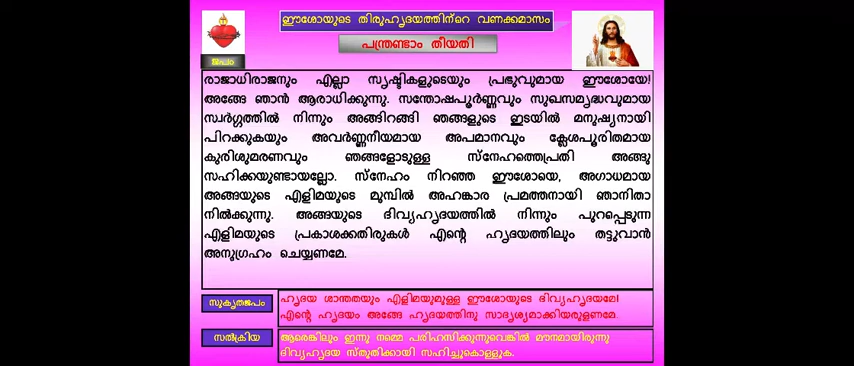 ഈശോയുടെ തിരുഹൃദയത്തിന്റെ വണക്കമാസം
പന്ത്രണ്ടാം തീയതി
ജപം
രാജാധിരാജനും എല്ലാ സൃഷ്ടികളുടെയും പ്രഭുവുമായ ഈശോയേ!
അങ്ങേ ഞാൻ ആരാധിക്കുന്നു. സന്തോഷപൂർണ്ണവും സുഖസമൃദ്ധവുമായ
സ്വർഗ്ഗത്തിൽ നിന്നും അങ്ങിറങ്ങി ഞങ്ങളുടെ ഇടയിൽ മനുഷ്യനായി
പിറക്കുകയും അവർണ്ണനീയമായ അപമാനവും ക്ലേശപൂരിതമായ
കുരിശുമരണവും ഞങ്ങളോടുള്ള സ്നേഹത്തെപ്രതി അങ്ങു
സഹിക്കയുണ്ടായല്ലോ. സ്നേഹം നിറഞ്ഞ ഈശോയെ, അഗാധമായ
അങ്ങയുടെ എളിമയുടെ മുമ്പിൽ അഹങ്കാര പ്രമത്തനായി ഞാനിതാ
നിൽക്കുന്നു. അങ്ങയുടെ ദിവ്യഹൃദയത്തിൽ നിന്നും പുറപ്പെടുന്ന
എളിമയുടെ പ്രകാശക്കതിരുകൾ എന്റെ ഹൃദയത്തിലും തട്ടുവാൻ
അനുഗ്രഹം ചെയ്യണമേ.
സുകൃതജപം
ഹൃദയ ശാന്തതയും എളിമയുമുള്ള ഈശോയുടെ ദിവ്യഹൃദയമേ!
എന്റെ ഹൃദയം അങ്ങേ ഹൃദയത്തിനു സാദൃശ്യമാക്കിയരുളണമേ.
സൽക്രിയ
ആരെങ്കിലും ഇന്നു നമ്മെ പരിഹസിക്കുന്നുവെങ്കിൽ മൗനമായിരുന്നു
ദിവ്യഹൃദയ സ്തുതിക്കായി സഹിച്ചുകൊള്ളുക.